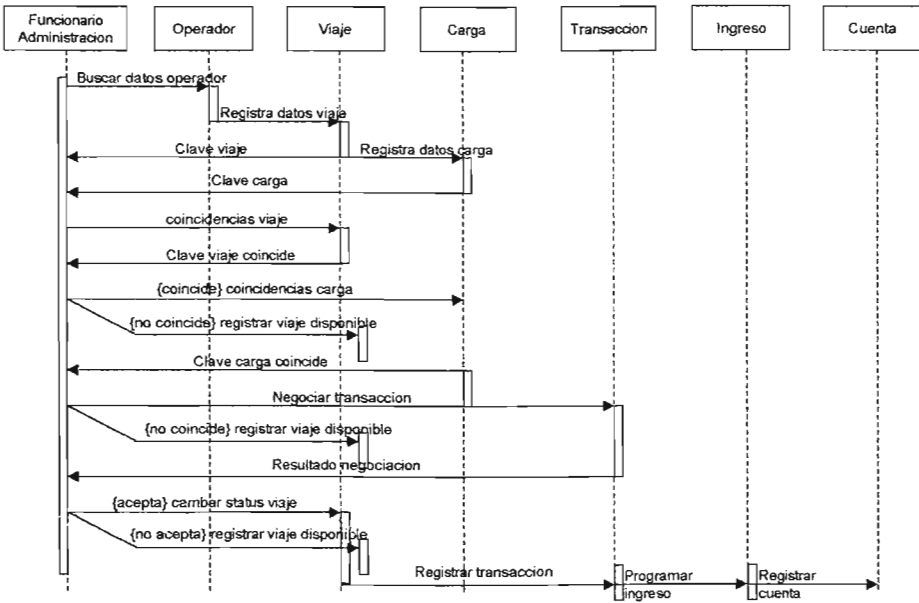 Funcionario
Administracion
Operador
Viaje
Carga
Transaccion
Ingreso
Cuenta
Buscar datos operador
Registra datos viaje
Clave viaje
Registra datos carga
Clave carga
coincidencias viaje
Clave viaje coincide
{coincide} coincidencias carga
{no coincide} registrar viaje disponible
Clave carga coincide
Negociar transaccion
{no coincide} registrar viaje disponible
Resultado negociacion
{acepta} cambar status viaje
{no acepta} registrar viaje disponible
Registrar transaccion
Programar
ingreso
Registrar
cuenta